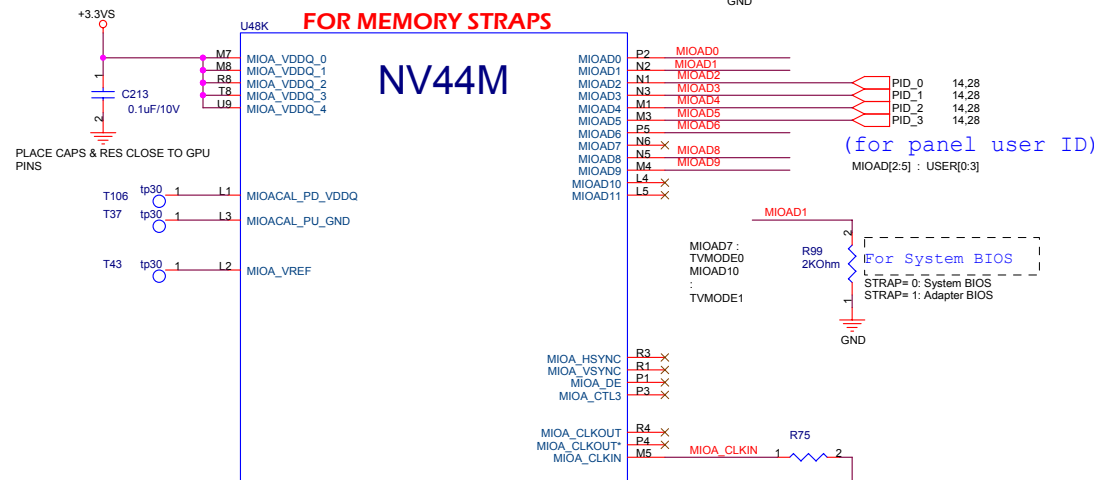 GND
+3.3VS
U48K
FOR MEMORY STRAPS
NV44M
M7 MIOA_VDDQ_0
M8 MIOA_VDDQ_1
R8 MIOA_VDDQ_2
T8 MIOA_VDDQ_3
U9 MIOA_VDDQ_4
1
C213
0.1uF/10V
2
PLACE CAPS & RES CLOSE TO GPU
PINS
T106 tp30 1 L1 MIOACAL_PD_VDDQ
T37 tp30 1 L3 MIOACAL_PU_GND
T43 tp30 1 L2 MIOA_VREF
MIOAD0 P2 MIOAD0
MIOAD1 N2 MIOAD1
MIOAD2 N1 MIOAD2 PID_0 14,28
MIOAD3 N3 MIOAD3 PID_1 14,28
MIOAD4 M1 MIOAD4 PID_2 14,28
MIOAD5 M3 MIOAD5 PID_3 14,28
MIOAD6 P5 MIOAD6
MIOAD7 N6
MIOAD8 N5 MIOAD8
MIOAD9 M4 MIOAD9
MIOAD10 L4
MIOAD11 L5
(for panel user ID)
MIOAD[2:5] : USER[0:3]
MIOAD1
2
R99
2KOhm
1
GND
For System BIOS
STRAP= 0: System BIOS
STRAP= 1: Adapter BIOS
MIOAD7 :
TVMODE0
MIOAD10
:
TVMODE1
MIOA_HSYNC R3
MIOA_VSYNC R1
MIOA_DE P1
MIOA_CTL3 P3
MIOA_CLKOUT R4
MIOA_CLKOUT* P4
MIOA_CLKIN M5 MIOA_CLKIN 1 2
R75